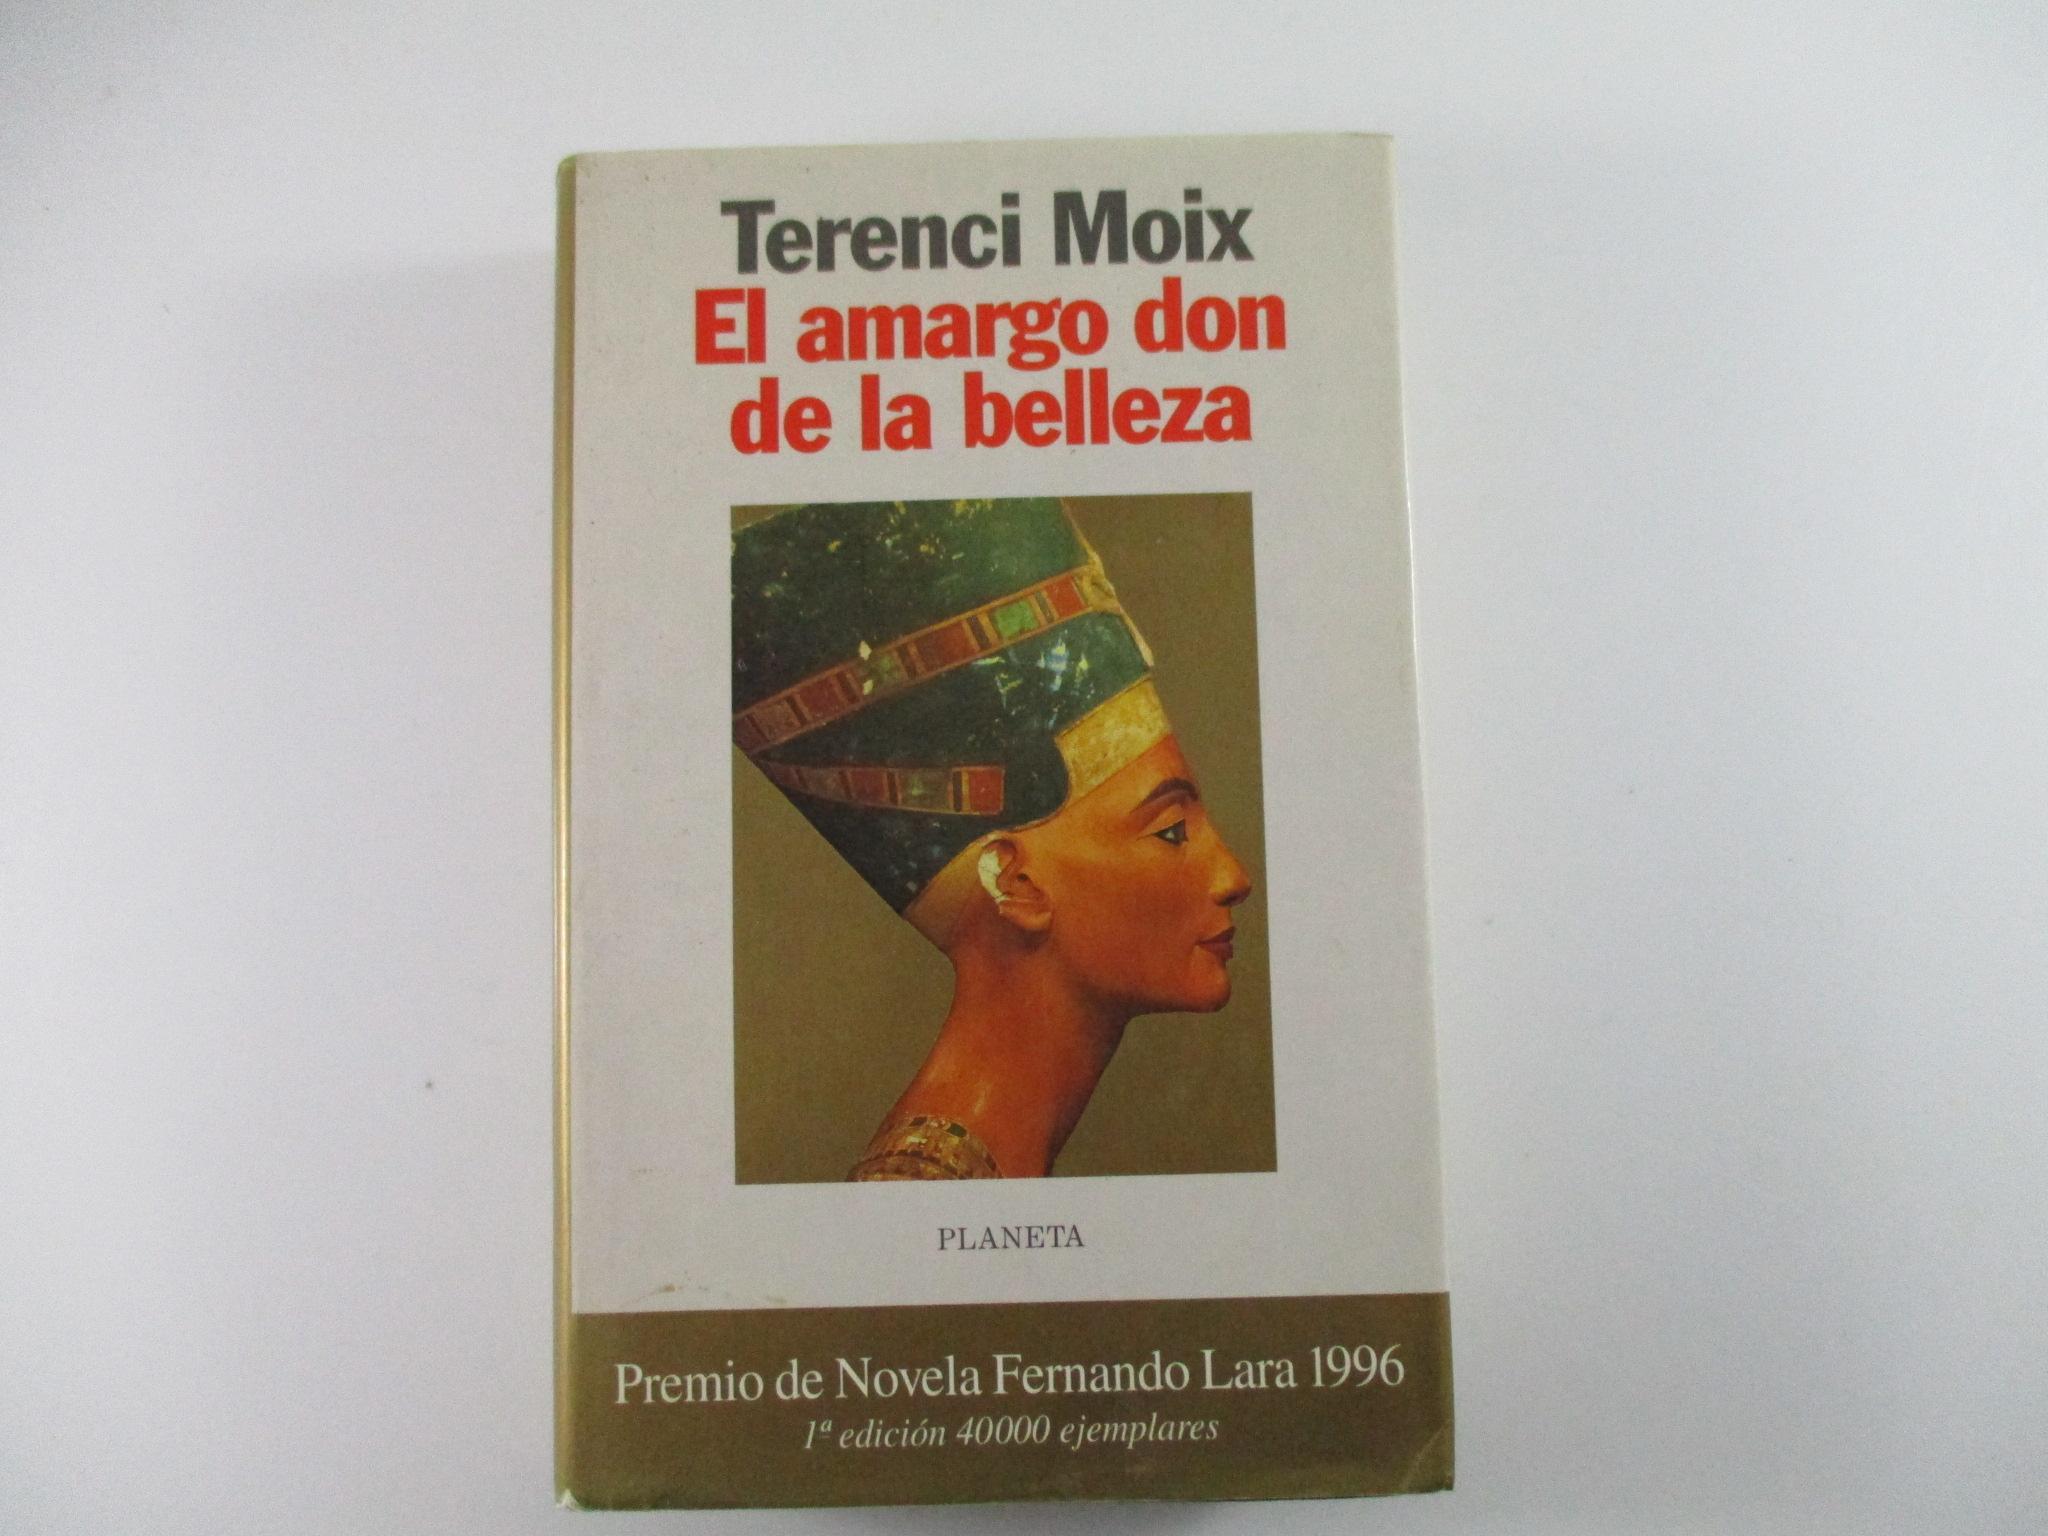 Terenci Moix
El amargo don
de la belleza
PLANETA
Premio de Novela Fernando Lara 1996
1ª edición 40000 ejemplares